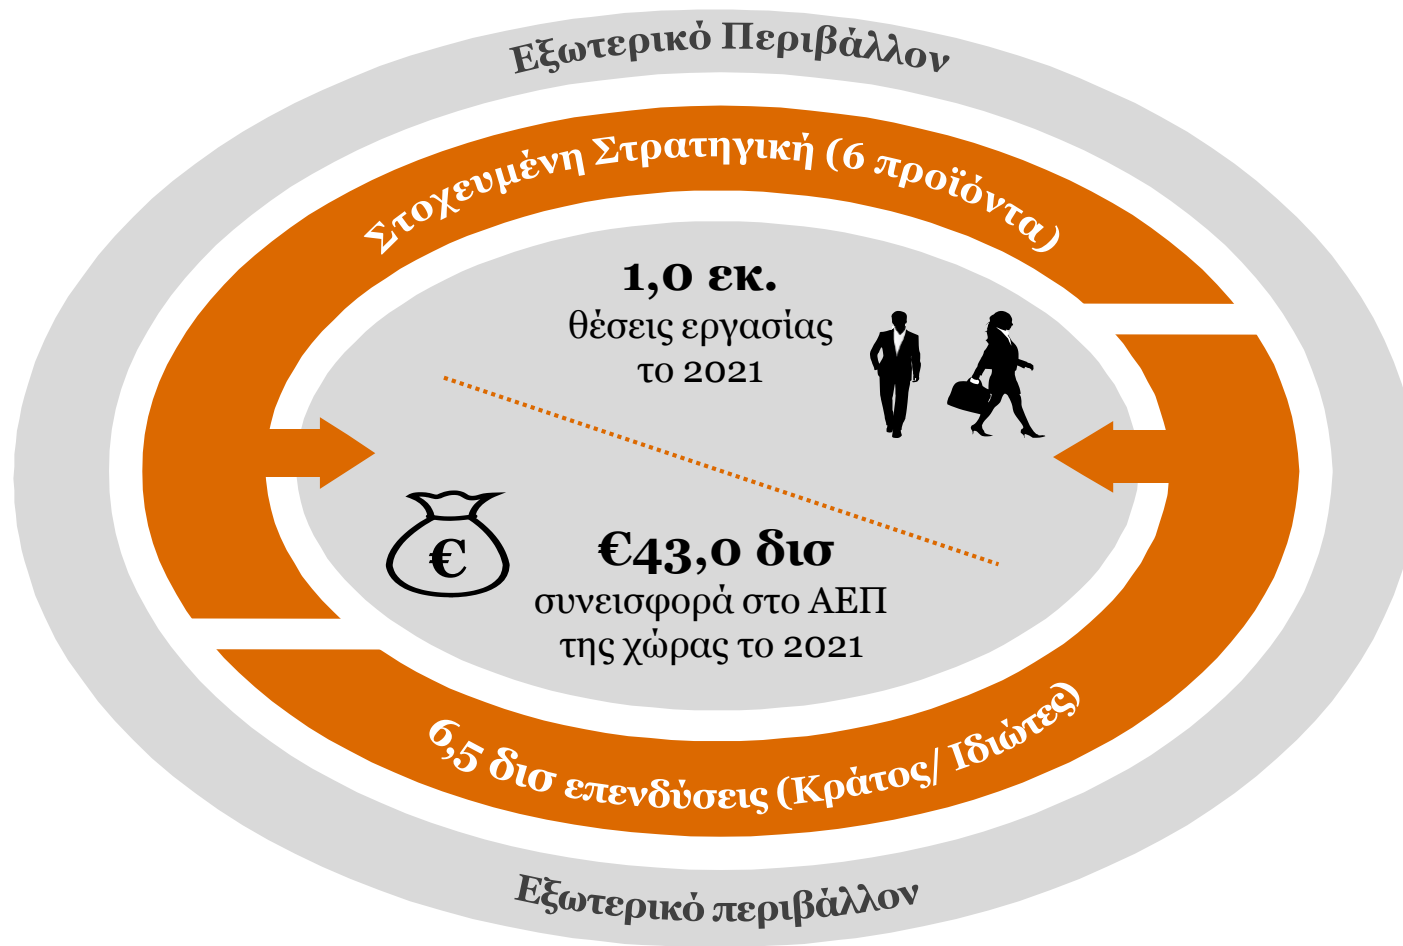 Εξωτερικό Περιβάλλον
Στοχευμένη Στρατηγική (6 προϊόντα)
1,0 εκ.
θέσεις εργασίας
το 2021
€
€43,0 δισ
συνεισφορά στο ΑΕΠ
της χώρας το 2021
6,5 δισ επενδύσεις (Κράτος/ Ιδιώτες)
Εξωτερικό περιβάλλον